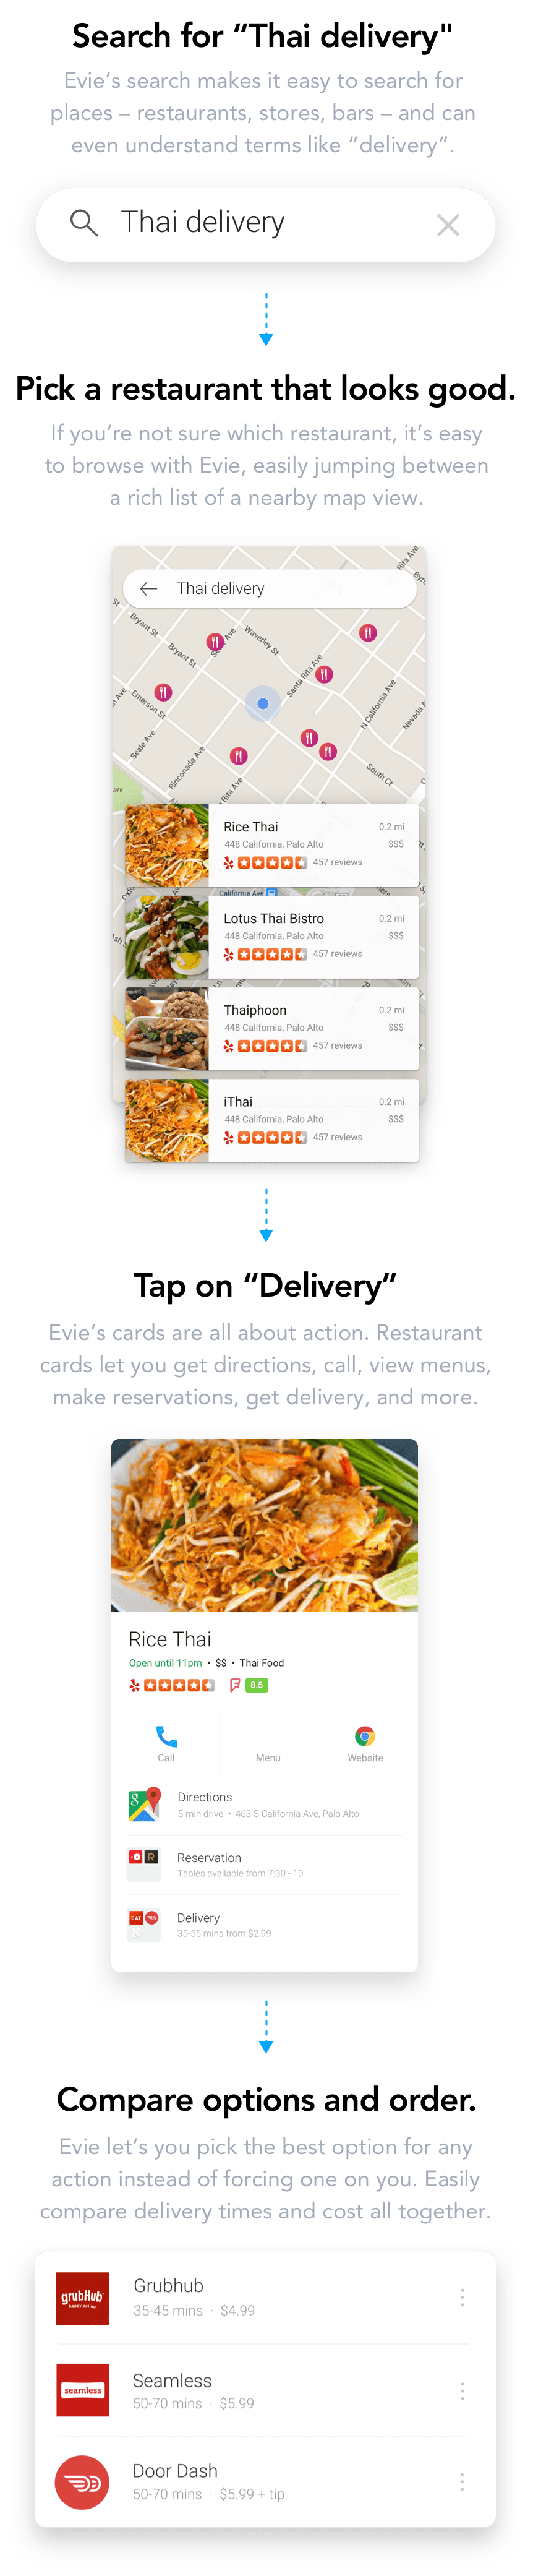 Search for “Thai delivery"
Evie’s search makes it easy to search for
places – restaurants, stores, bars – and can
even understand terms like “delivery”.
Thai delivery
Pick a restaurant that looks good.
If you’re not sure which restaurant, it’s easy
to browse with Evie, easily jumping between
a rich list of a nearby map view.
Thai delivery
Rita Ave
Bryant St
Bryant St
Waverley St
Santa Rita Ave
Emerson St
Seale Ave
N California Ave
Nevada A
Rinconada Ave
South Ct
Rita Ave
ark
Rice Thai
0.2 mi
448 California, Palo Alto
$$$
457 reviews
California Ave
Lotus Thai Bistro
0.2 mi
448 California, Palo Alto
$$$
457 reviews
Thaiphoon
0.2 mi
448 California, Palo Alto
$$$
457 reviews
iThai
0.2 mi
448 California, Palo Alto
$$$
457 reviews
Tap on “Delivery”
Evie’s cards are all about action. Restaurant
cards let you get directions, call, view menus,
make reservations, get delivery, and more.
Rice Thai
Open until 11pm • $$ • Thai Food
8.5
Call
Menu
Website
Directions
5 min drive • 463 S California Ave, Palo Alto
Reservation
Tables available from 7:30 - 10
EAT
Delivery
35-55 mins from $2.99
Compare options and order.
Evie let’s you pick the best option for any
action instead of forcing one on you. Easily
compare delivery times and cost all together.
grubHub
happy eating
Grubhub
35-45 mins · $4.99
seamless
Seamless
50-70 mins · $5.99
Door Dash
50-70 mins · $5.99 + tip